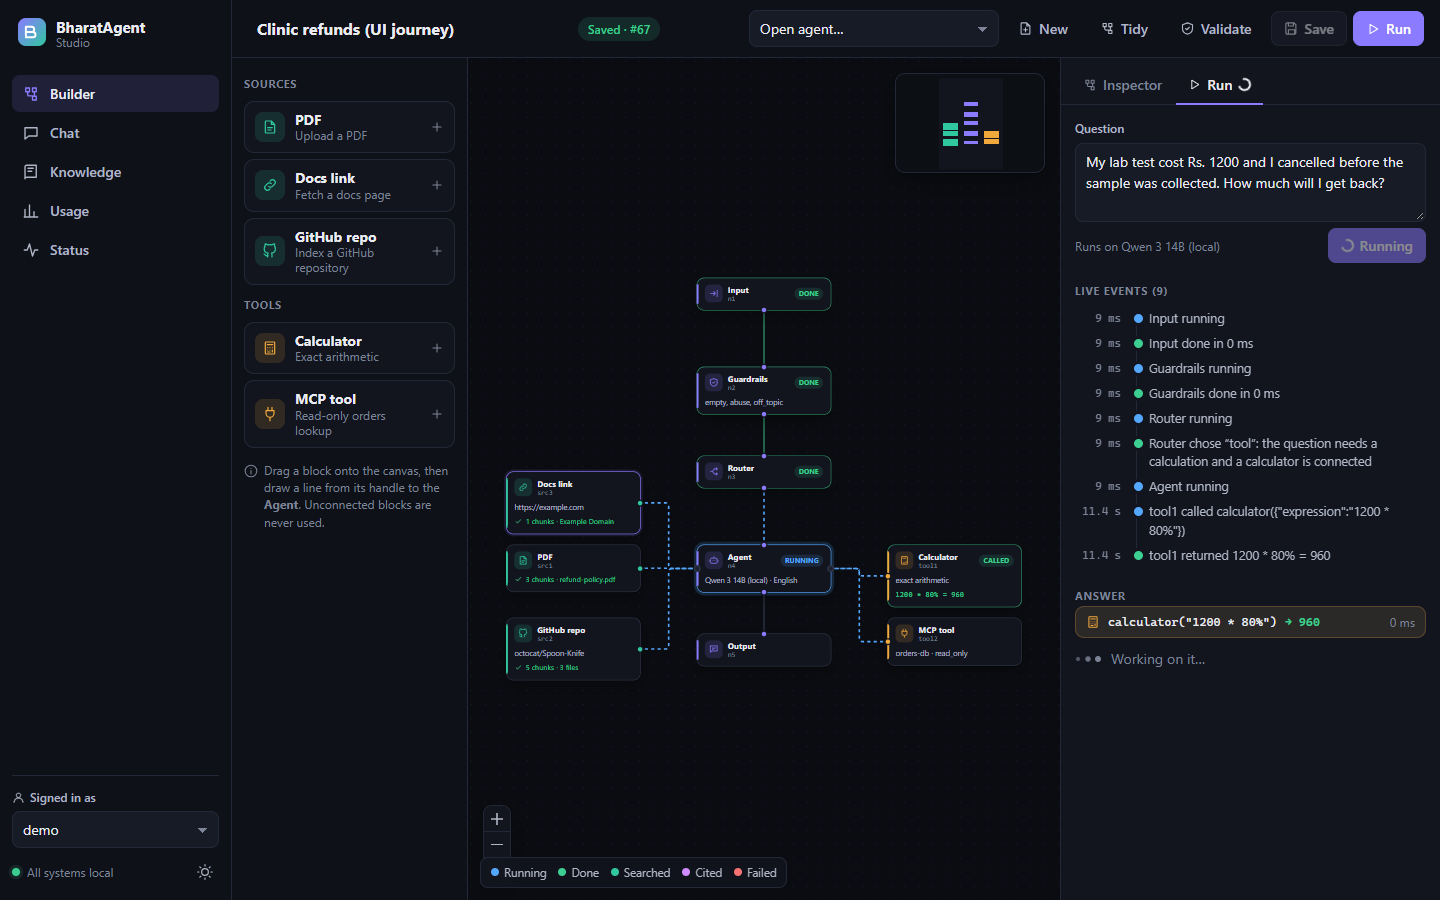 BharatAgent
Studio
Builder
Chat
Knowledge
Usage
Status
Signed in as
demo
All systems local
Clinic refunds (UI journey)
Saved · #67
Open agent...
New
Tidy
Validate
Save
Run
SOURCES
PDF
Upload a PDF
Docs link
Fetch a docs page
GitHub repo
Index a GitHub
repository
TOOLS
Calculator
Exact arithmetic
MCP tool
Read-only orders
lookup
Drag a block onto the canvas, then
draw a line from its handle to the
Agent. Unconnected blocks are
never used.
Input
n1
DONE
Guardrails
n2
DONE
empty, abuse, off_topic
Router
n3
DONE
Docs link
src3
https://example.com
✓ 1 chunks · Example Domain
PDF
src1
✓ 3 chunks · refund-policy.pdf
GitHub repo
src2
octocat/Spoon-Knife
✓ 5 chunks · 3 files
Agent
n4
RUNNING
Qwen 3 14B (local) · English
Output
n5
Calculator
tool1
CALLED
exact arithmetic
1200 * 80% = 960
MCP tool
tool2
orders-db · read_only
Running
Done
Searched
Cited
Failed
Inspector
Run
Question
My lab test cost Rs. 1200 and I cancelled before the
sample was collected. How much will I get back?
Runs on Qwen 3 14B (local)
Running
LIVE EVENTS (9)
9 ms Input running
9 ms Input done in 0 ms
9 ms Guardrails running
9 ms Guardrails done in 0 ms
9 ms Router running
9 ms Router chose “tool”: the question needs a
calculation and a calculator is connected
9 ms Agent running
11.4 s tool1 called calculator({"expression":"1200 *
80%"})
11.4 s tool1 returned 1200 * 80% = 960
ANSWER
calculator("1200 * 80%") → 960 0 ms
Working on it...